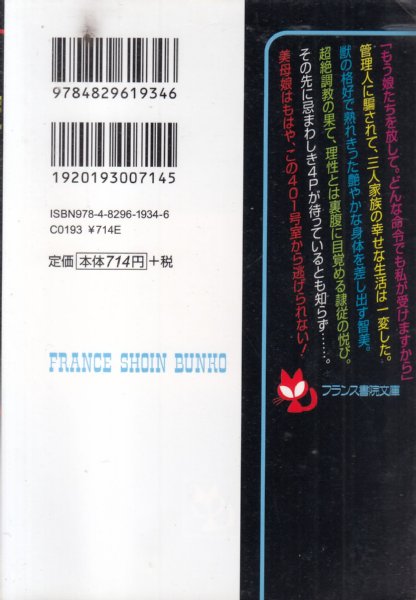 「もう娘たちを放して。どんな命令でも私が受けますから」
管理人に騙されて、三人家族の幸せな生活は一変した。
獣の格好で熟れきった艶やかな身体を差し出す智美。
超絶調教の果て、理性とは裏腹に目覚める隷従の悦び。
その先に忌まわしき4Pが待っているとも知らず……。
美母娘はもはや、この401号室から逃げられない!
フランス書院文庫
9784829619346
1920193007145
ISBN978-4-8296-1934-6
C0193 ¥714E
定価 本体714円 +税
FRANCE SHOIN BUNKO